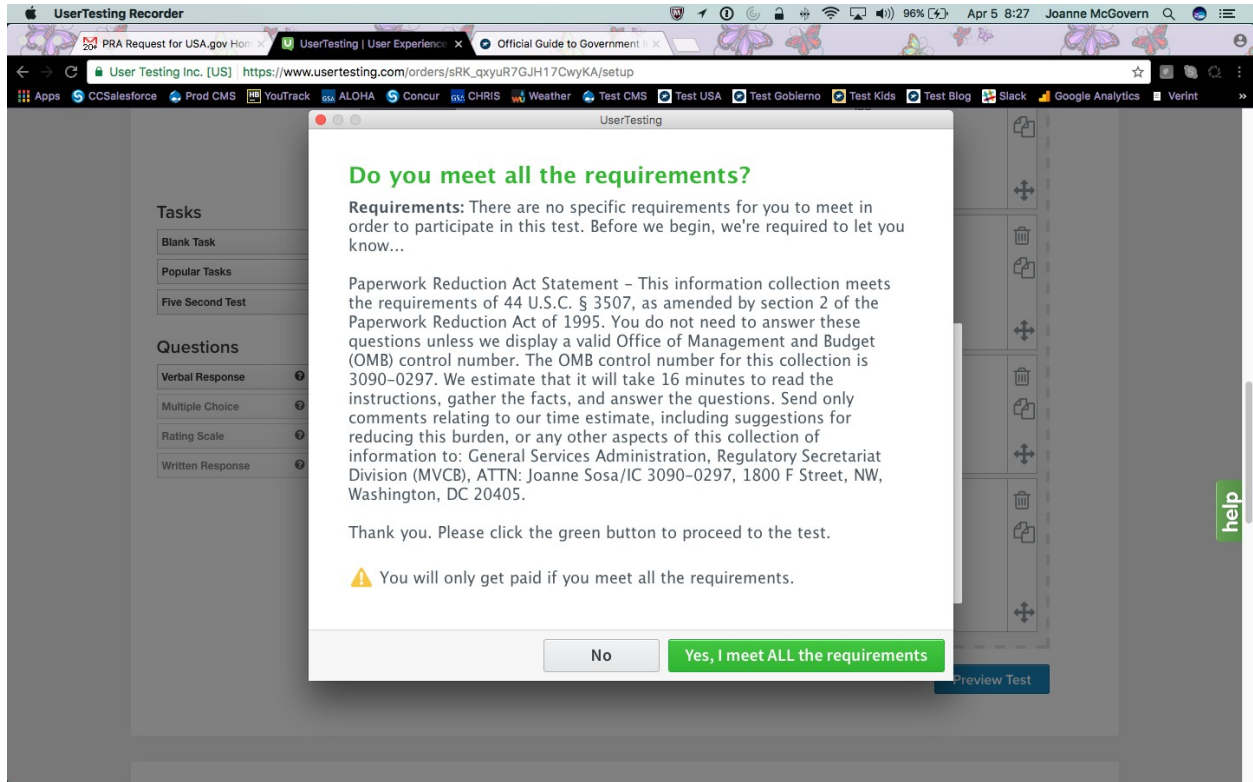 UserTesting Recorder
96%
Apr 5 8:27
Joanne McGovern
20+
PRA Request for USA.gov Hom
UserTesting | User Experience
Official Guide to Government I
User Testing Inc. [US]
https://www.usertesting.com/orders/sRK_qxyuR7GJH17CwyKA/setup
Apps
CCSalesforce
Prod CMS
YouTrack
GSA ALOHA
Concur
GSA CHRIS
Weather
Test CMS
Test USA
Test Gobierno
Test Kids
Test Blog
Slack
Google Analytics
Verint
»
UserTesting
Do you meet all the requirements?
Requirements: There are no specific requirements for you to meet in
order to participate in this test. Before we begin, we're required to let you
know...
Paperwork Reduction Act Statement – This information collection meets
the requirements of 44 U.S.C. § 3507, as amended by section 2 of the
Paperwork Reduction Act of 1995. You do not need to answer these
questions unless we display a valid Office of Management and Budget
(OMB) control number. The OMB control number for this collection is
3090–0297. We estimate that it will take 16 minutes to read the
instructions, gather the facts, and answer the questions. Send only
comments relating to our time estimate, including suggestions for
reducing this burden, or any other aspects of this collection of
information to: General Services Administration, Regulatory Secretariat
Division (MVCB), ATTN: Joanne Sosa/IC 3090–0297, 1800 F Street, NW,
Washington, DC 20405.
Thank you. Please click the green button to proceed to the test.
You will only get paid if you meet all the requirements.
No
Yes, I meet ALL the requirements
Tasks
Blank Task
Popular Tasks
Five Second Test
Questions
Verbal Response
Multiple Choice
Rating Scale
Written Response
Preview Test
help